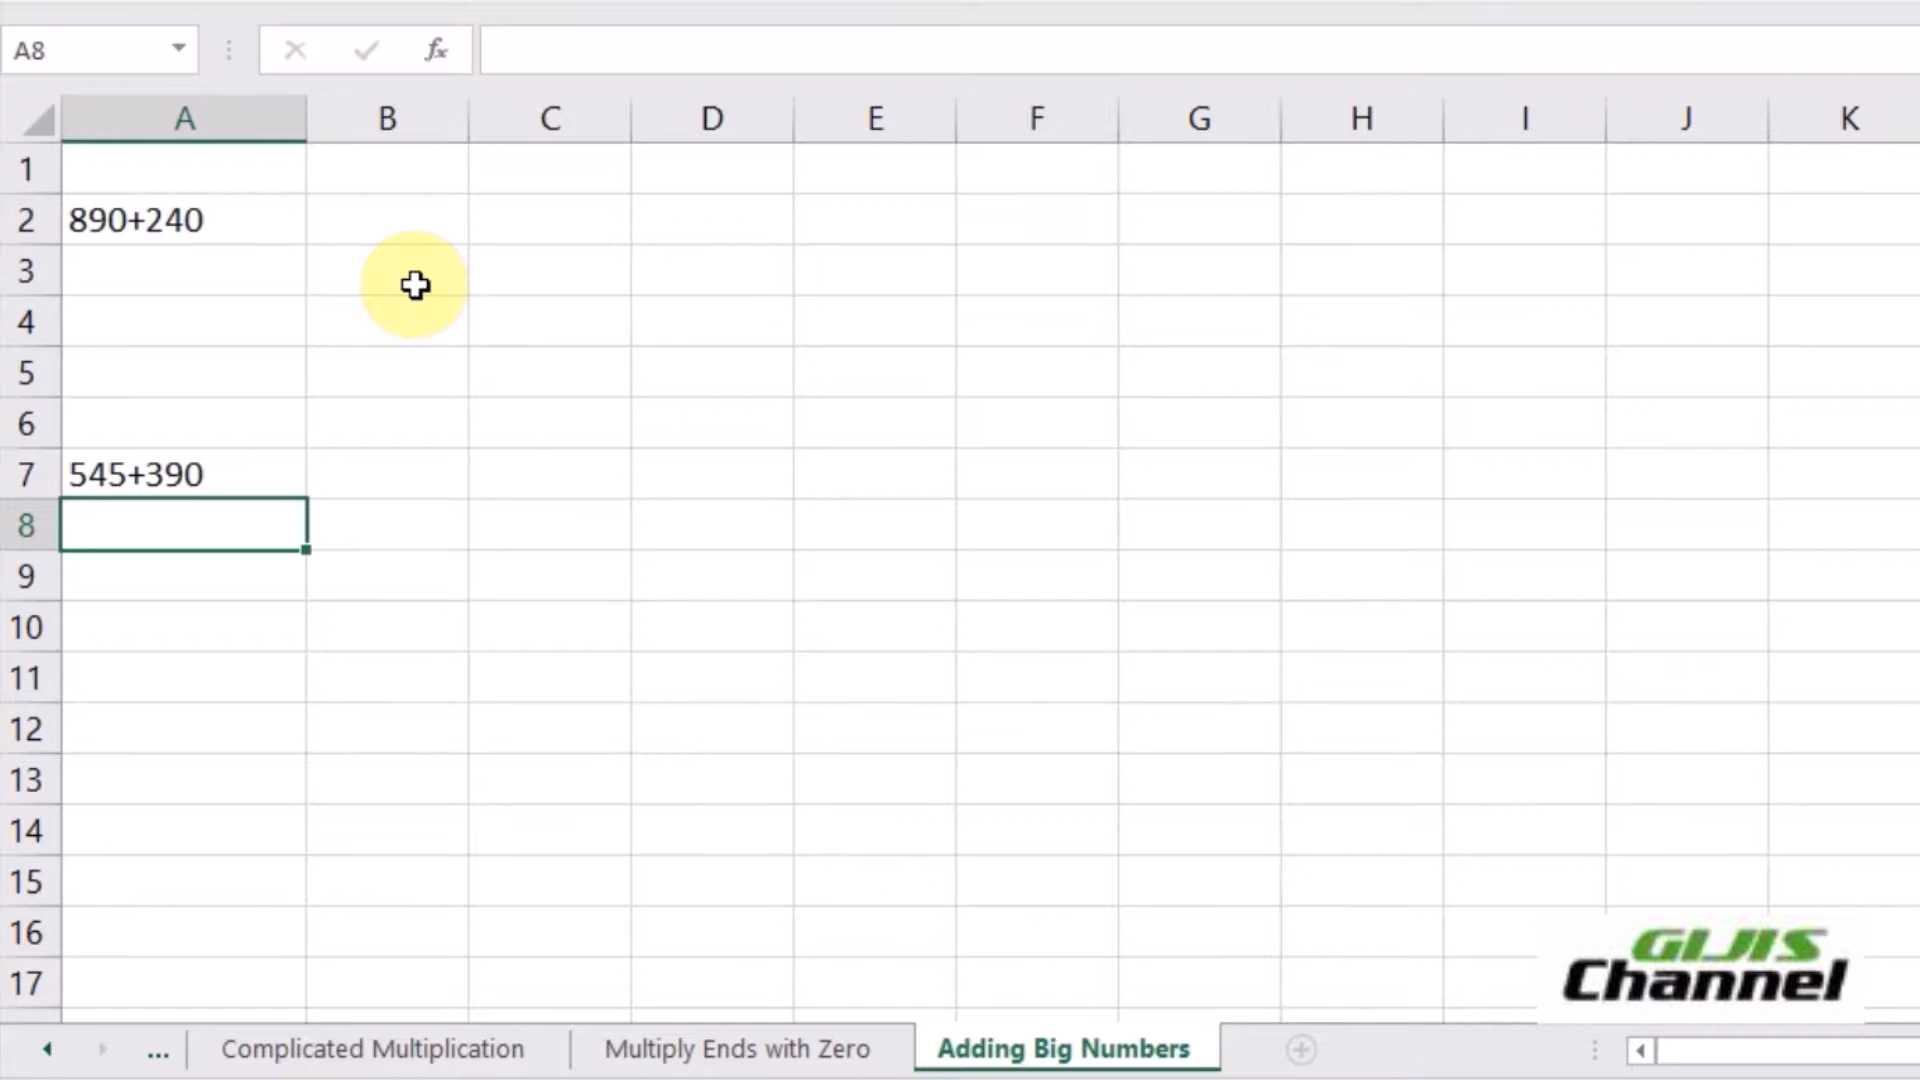 A8
fx
A B C D E F G H I J K
1
2 890+240
3
4
5
6
7 545+390
8
9
10
11
12
13
14
15
16
17
GIJIS
Channel
... Complicated Multiplication Multiply Ends with Zero Adding Big Numbers